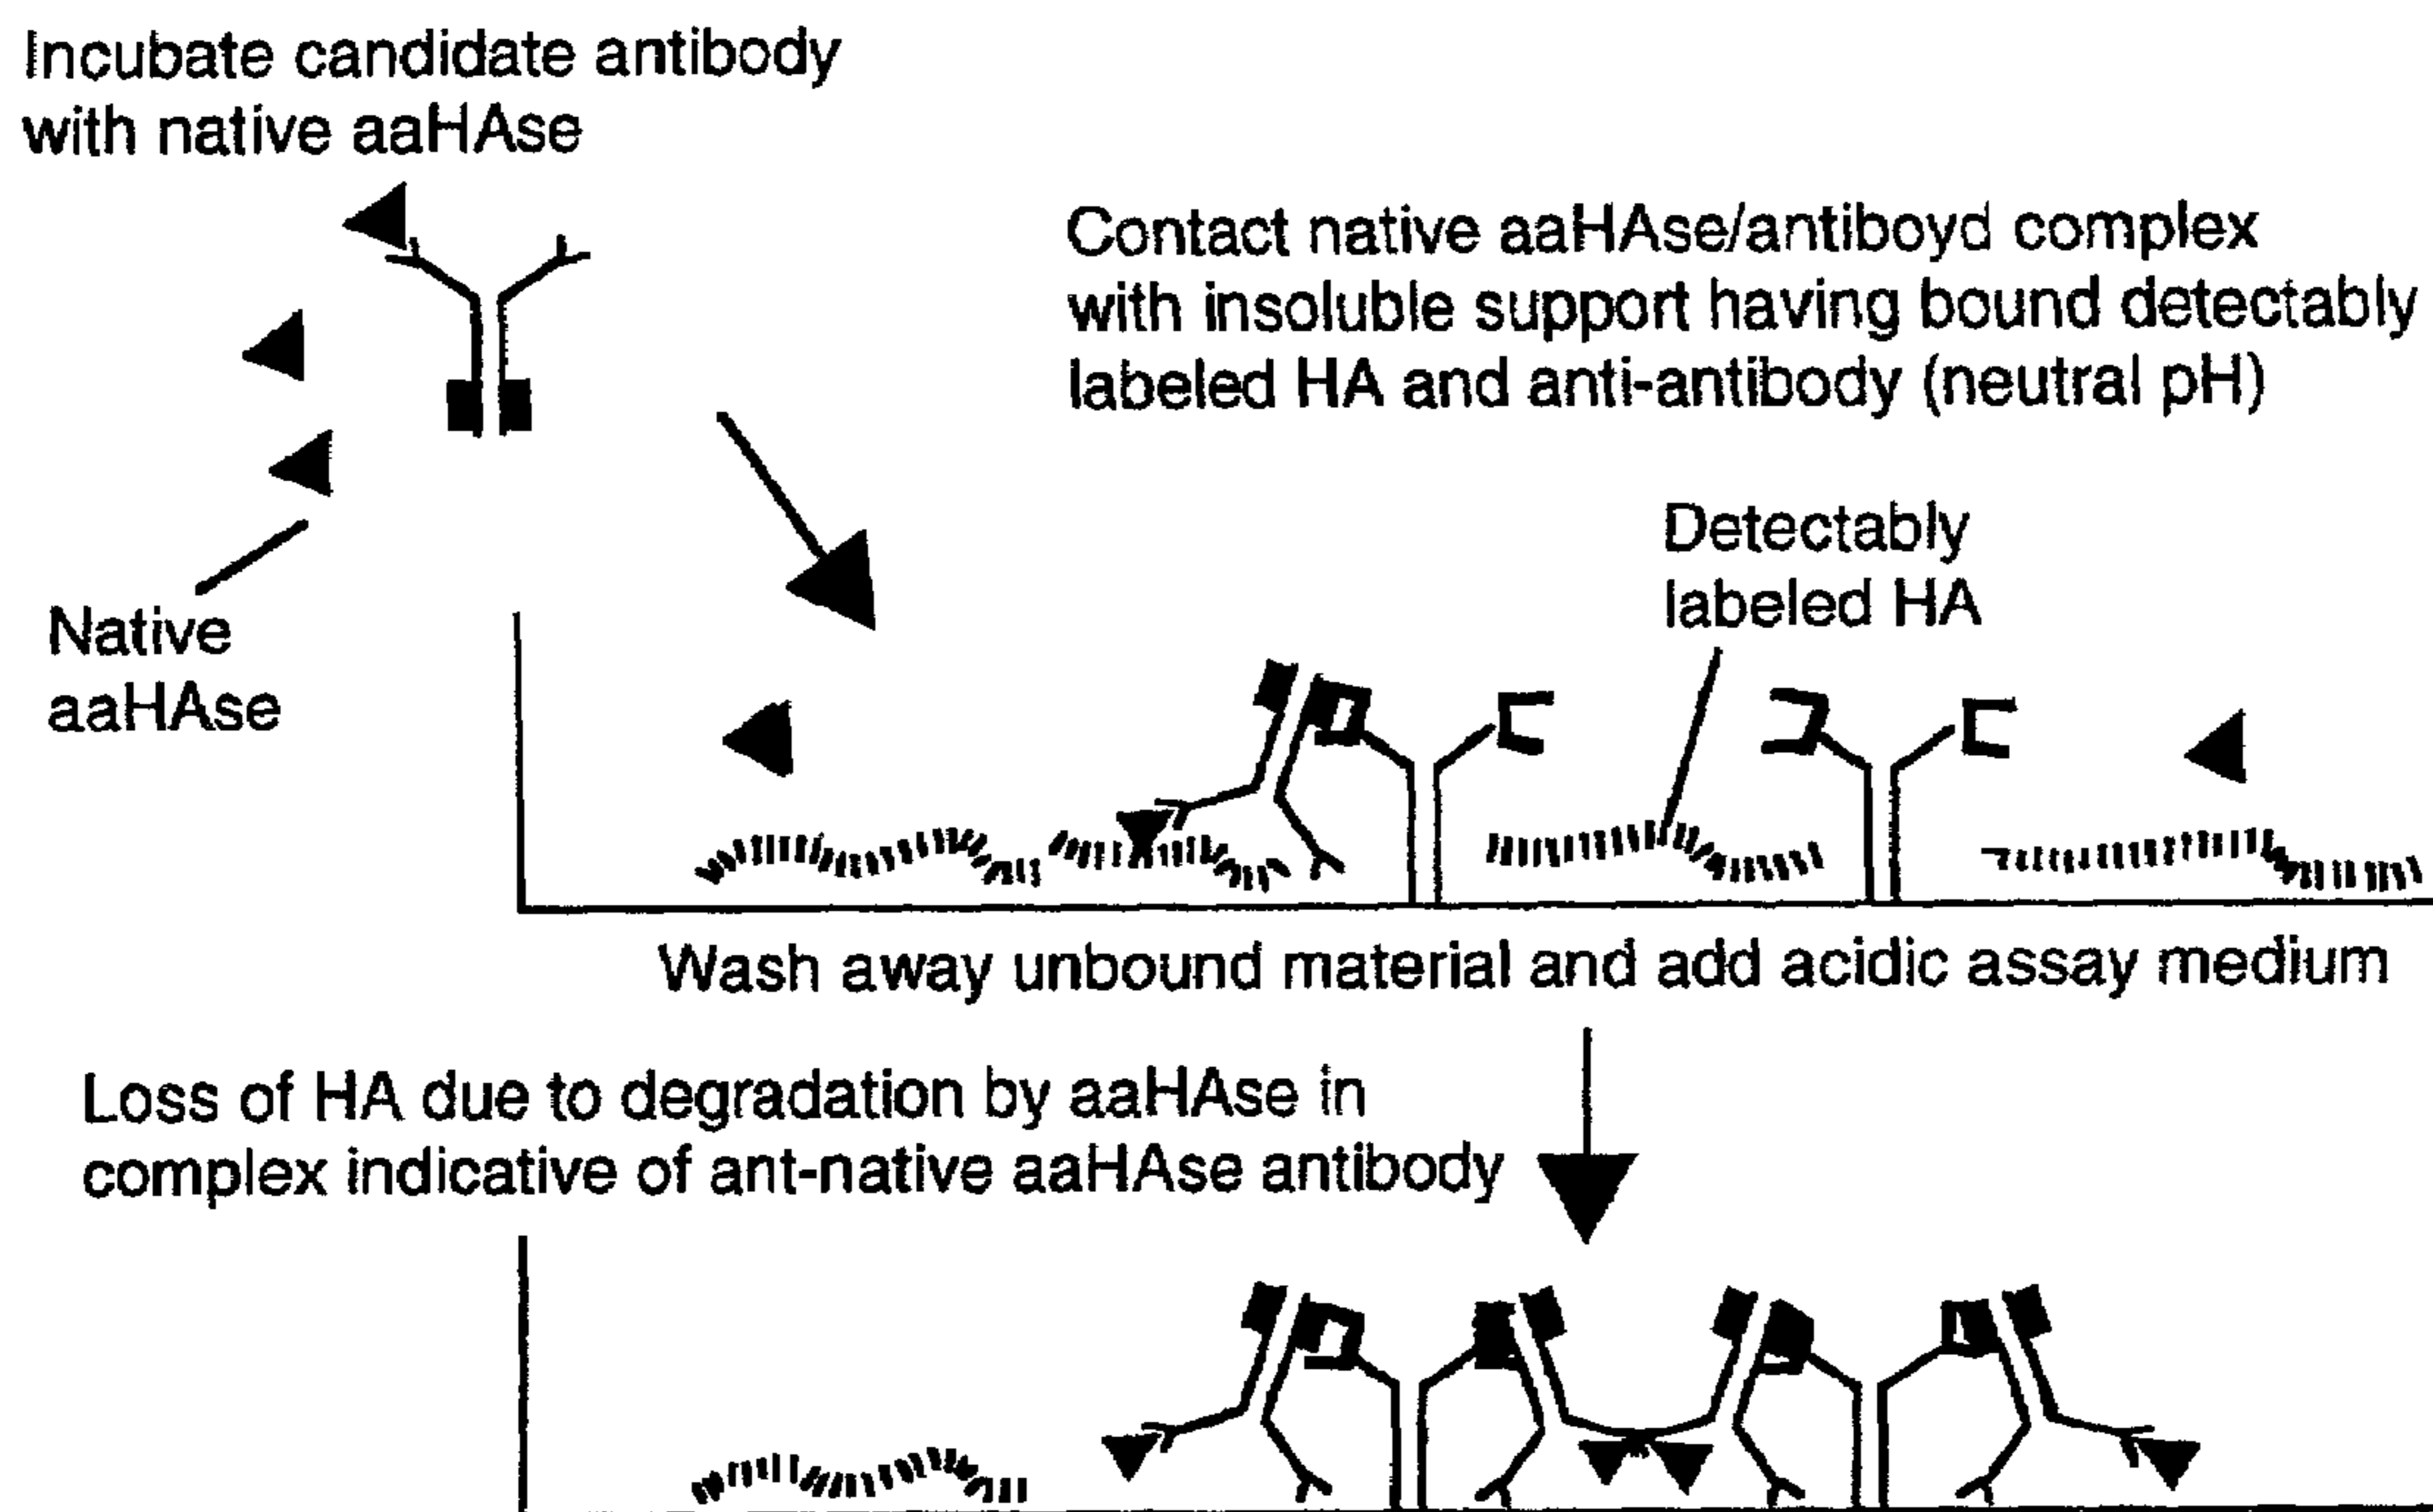 Incubate candidate antibody
with native aaHAse
Contact native aaHAse/antiboyd complex
with insoluble support having bound detectably
labeled HA and anti-antibody (neutral pH)
Native
aaHAse
Detectably
labeled HA
Wash away unbound material and add acidic assay medium
Loss of HA due to degradation by aaHAse in
complex indicative of ant-native aaHAse antibody